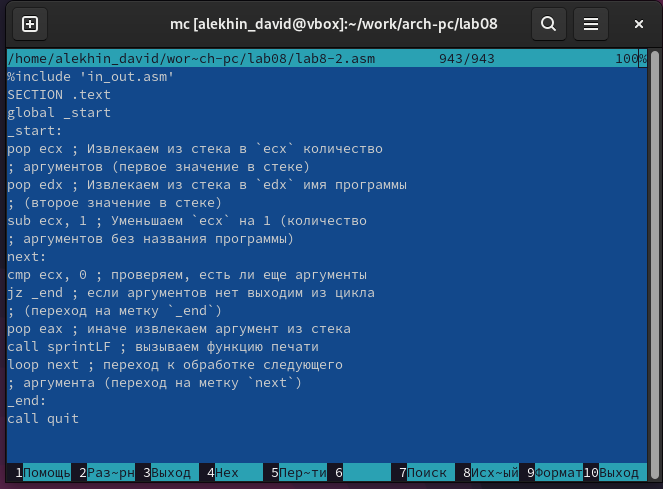 mc [alekhin_david@vbox]:~/work/arch-pc/lab08
/home/alekhin_david/wor~ch-pc/lab08/lab8-2.asm 943/943 100%
%include 'in_out.asm'
SECTION .text
global _start
_start:
pop ecx ; Извлекаем из стека в `ecx` количество
; аргументов (первое значение в стеке)
pop edx ; Извлекаем из стека в `edx` имя программы
; (второе значение в стеке)
sub ecx, 1 ; Уменьшаем `ecx` на 1 (количество
; аргументов без названия программы)
next:
cmp ecx, 0 ; проверяем, есть ли еще аргументы
jz _end ; если аргументов нет выходим из цикла
; (переход на метку `_end`)
pop eax ; иначе извлекаем аргумент из стека
call sprintLF ; вызываем функцию печати
loop next ; переход к обработке следующего
; аргумента (переход на метку `next`)
_end:
call quit
1Помощь 2Раз~рн 3Выход 4Hex 5Пер~ти 6 7Поиск 8Исх~ый 9Формат 10Выход